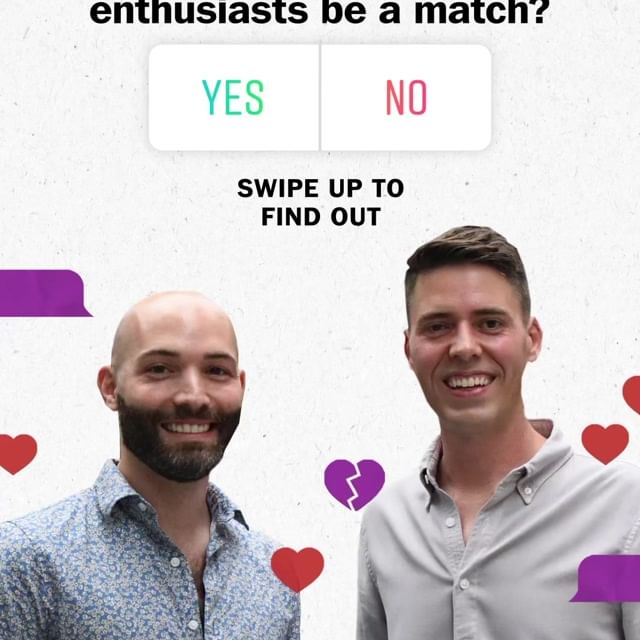 enthusiasts be a match?
YES NO
SWIPE UP TO
FIND OUT